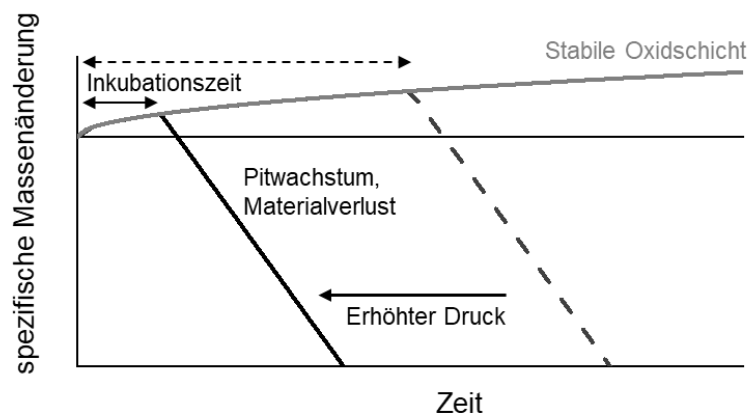 spezifische Massenänderung
Stabile Oxidschicht
Inkubationszeit
Pitwachstum,
Materialverlust
Erhöhter Druck
Zeit